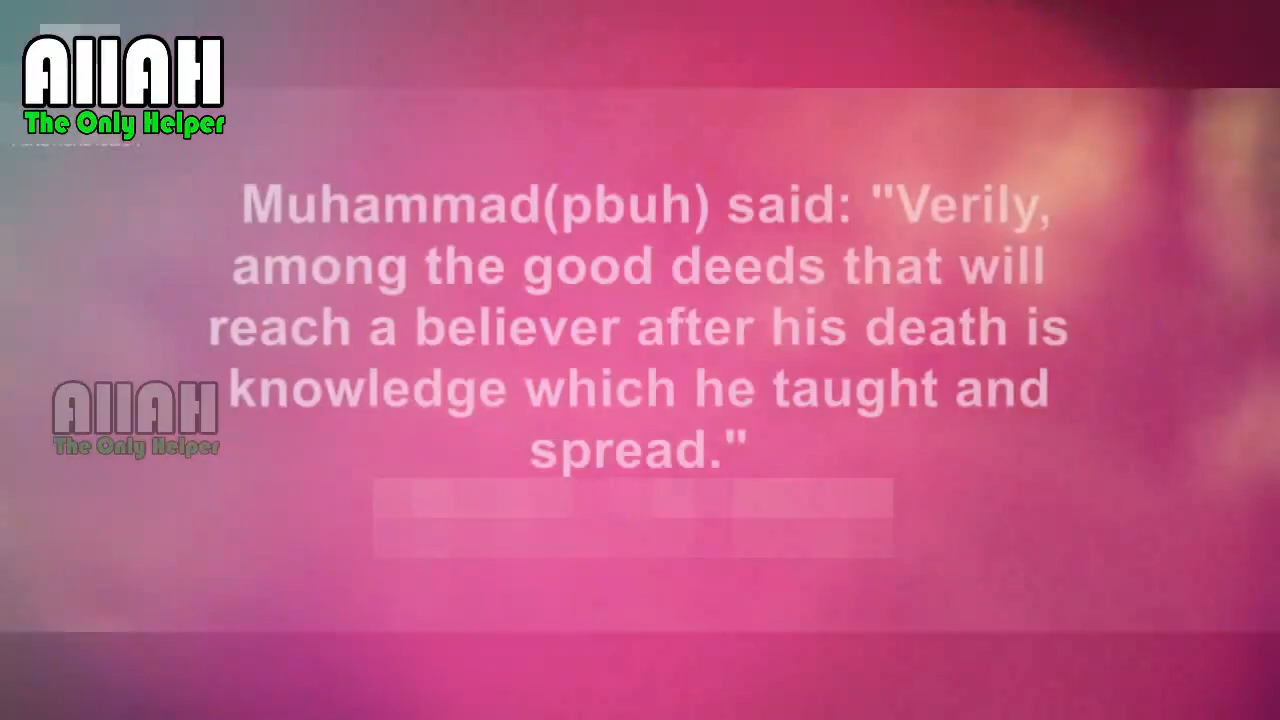 AllAH
The Only Helper
Muhammad(pbuh) said: "Verily,
among the good deeds that will
reach a believer after his death is
knowledge which he taught and
spread."
AllAH
The Only Helper